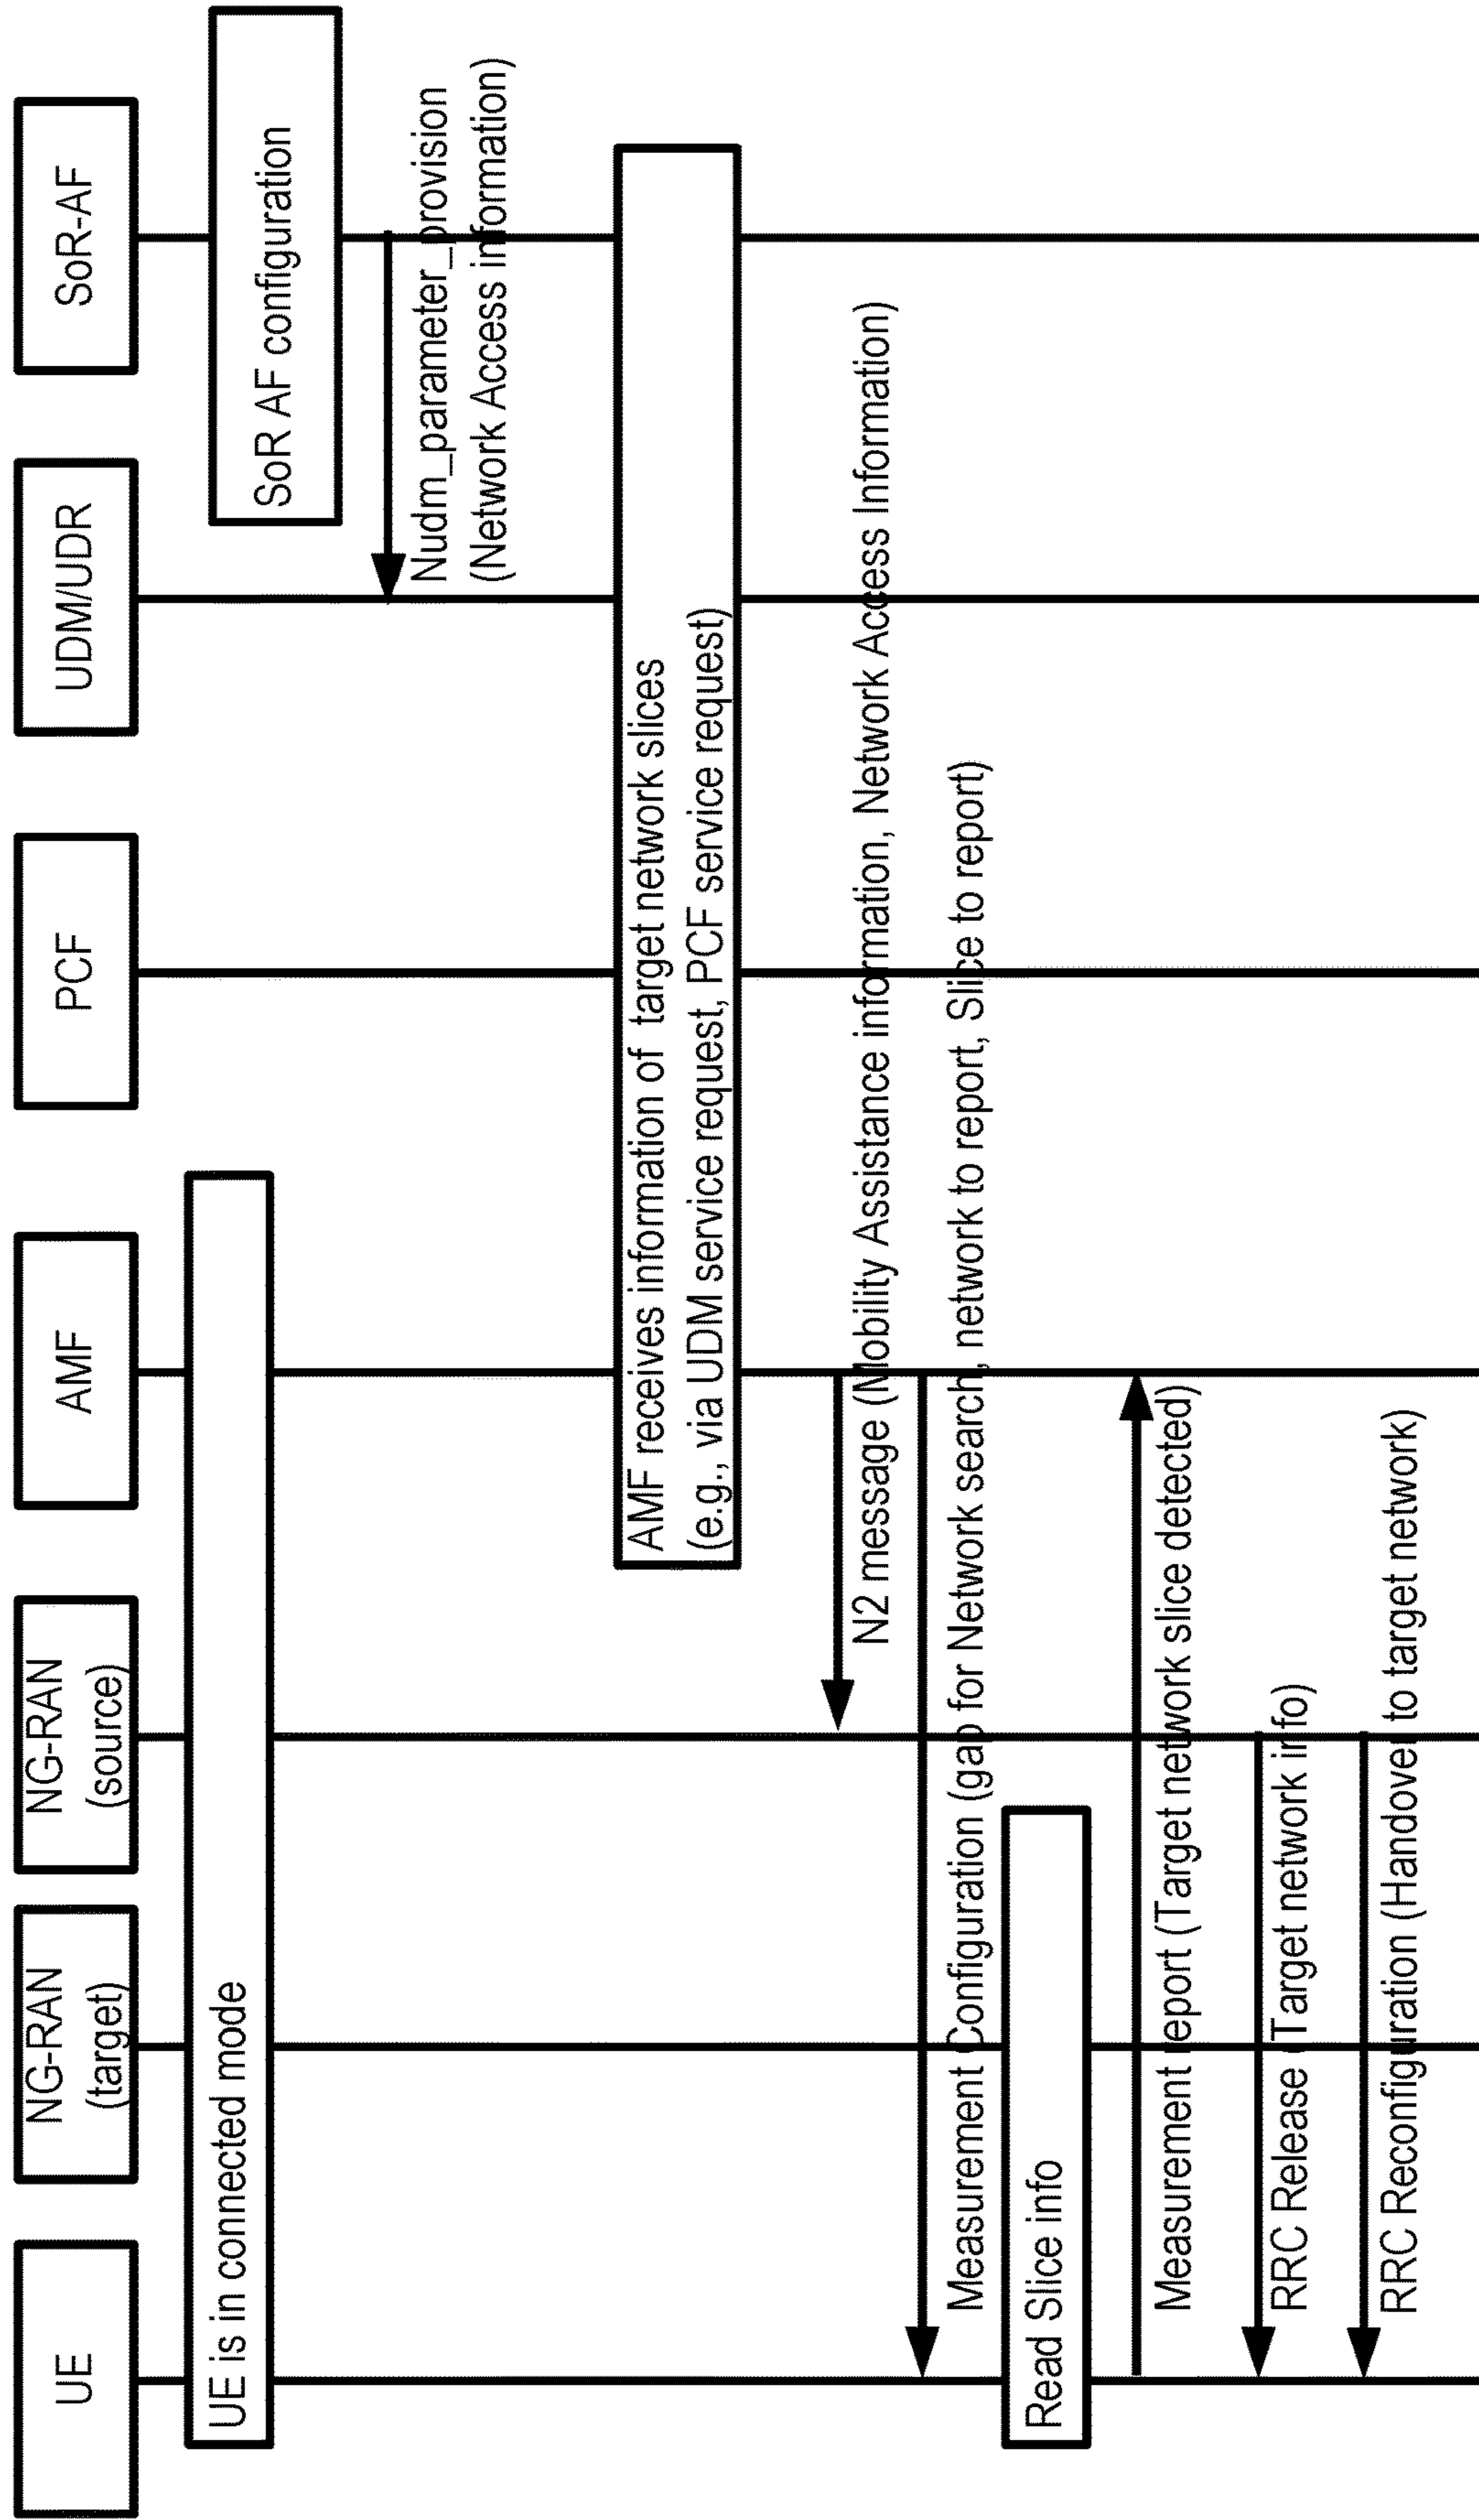 UE
NG-RAN
(target)
NG-RAN
(source)
AMF
PCF
UDM/UDR
SoR-AF
UE is in connected mode
SoR AF configuration
Nudm_parameter_provision
(Network Access information)
AMF receives information of target network slices
(e.g., via UDM service request, PCF service request)
N2 message (Mobility Assistance information, Network Access Information)
Measurement Configuration (gap for Network search, network to report, Slice to report)
Read Slice info
Measurement report (Target network slice detected)
RRC Release (Target network info)
RRC Reconfiguration (Handover to target network)